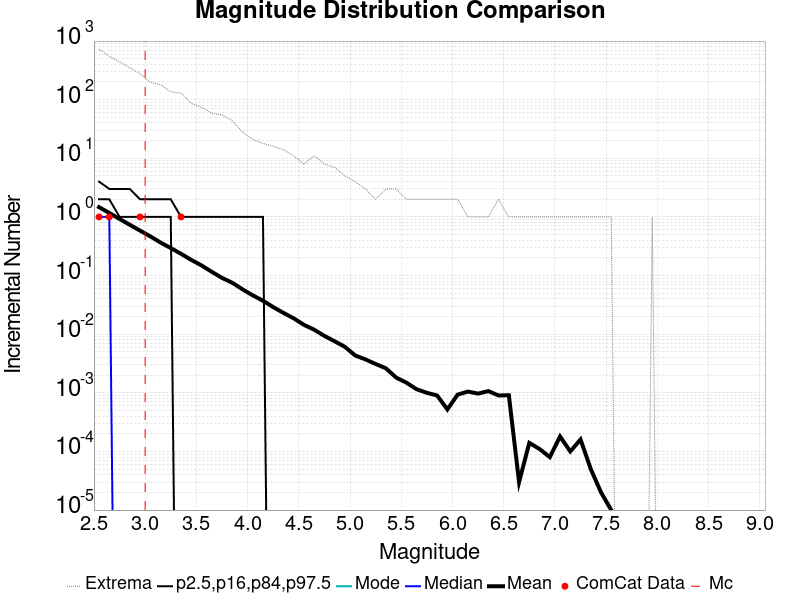 Magnitude Distribution Comparison
10^3
10^2
10^1
10^0
10^-1
10^-2
10^-3
10^-4
10^-5
Incremental Number
2.5 3.0 3.5 4.0 4.5 5.0 5.5 6.0 6.5 7.0 7.5 8.0 8.5 9.0
Magnitude
Extrema p2.5,p16,p84,p97.5 Mode Median Mean ComCat Data Mc